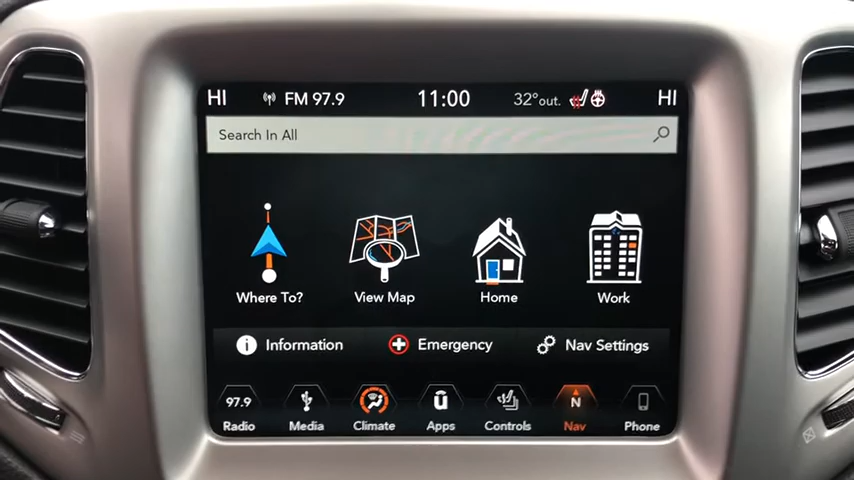 HI FM 97.9 11:00 32°out. HI
Search In All
Where To? View Map Home Work
Information Emergency Nav Settings
97.9 N
Radio Media Climate Apps Controls Nav Phone